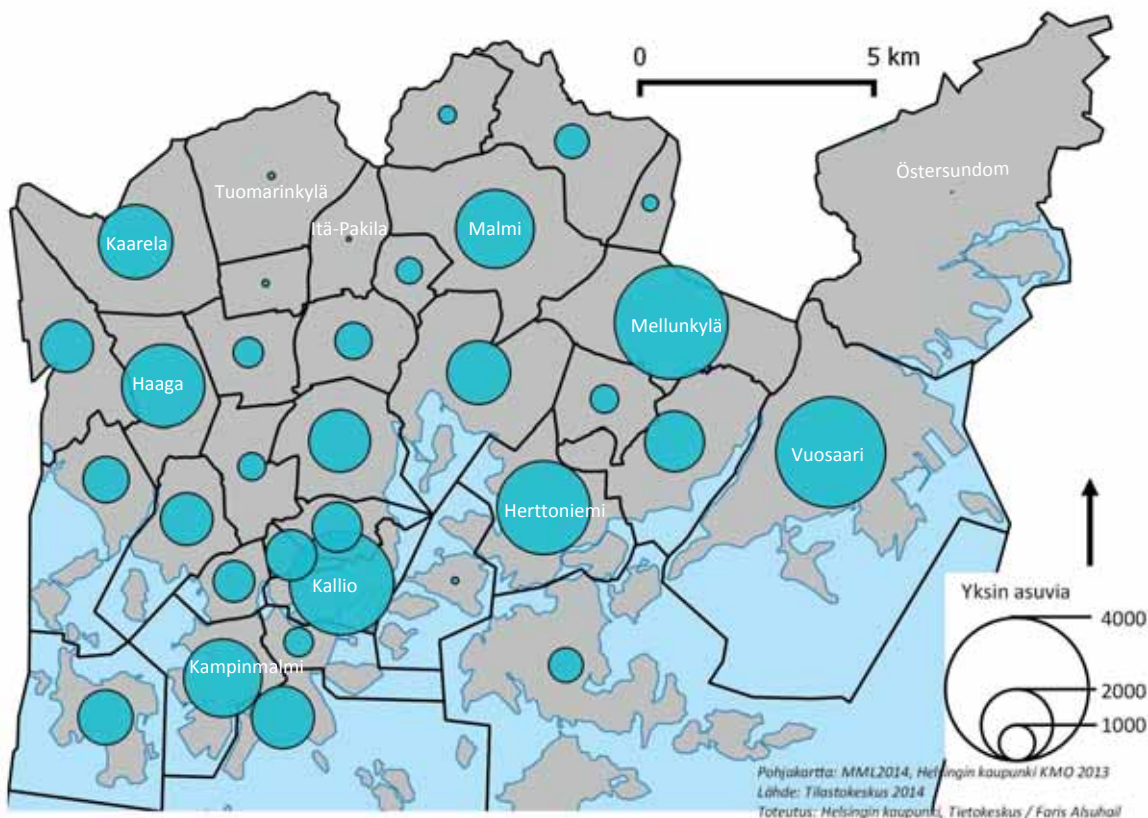 0 5 km
Östersundom
Tuomarinkylä
Itä-Pakila
Malmi
Kaarela
Mellunkylä
Haaga
Vuosaari
Herttoniemi
Kallio
Kampinmalmi
Yksin asuvia
4000
2000
1000
Pohjakartta: MML2014, Helsingin kaupunki KMO 2013
Lähde: Tilastokeskus 2014
Toteutus: Helsingin kaupunki, Tietokeskus / Faris Alsuhail